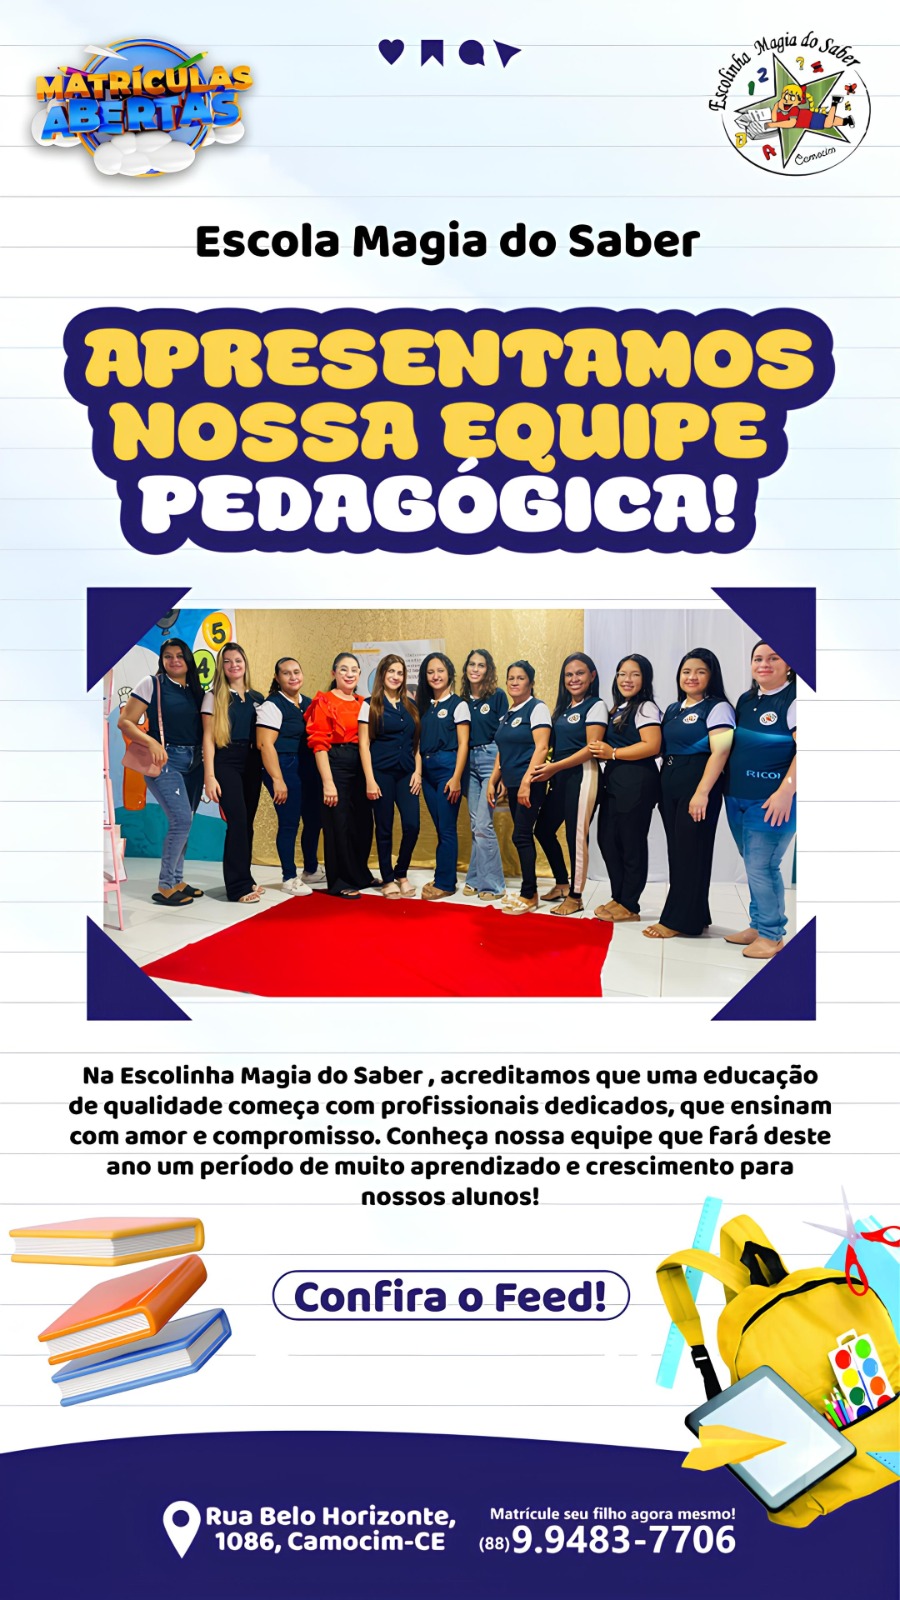 MATRÍCULAS
ABERTAS
Escolinha Magia do Saber
Camocim
Escola Magia do Saber
APRESENTAMOS
NOSSA EQUIPE
PEDAGÓGICA!
5
4
RICO
Na Escolinha Magia do Saber , acreditamos que uma educação
de qualidade começa com profissionais dedicados, que ensinam
com amor e compromisso. Conheça nossa equipe que fará deste
ano um período de muito aprendizado e crescimento para
nossos alunos!
Confira o Feed!
Rua Belo Horizonte,
1086, Camocim-CE
Matrícule seu filho agora mesmo!
(88)9.9483-7706